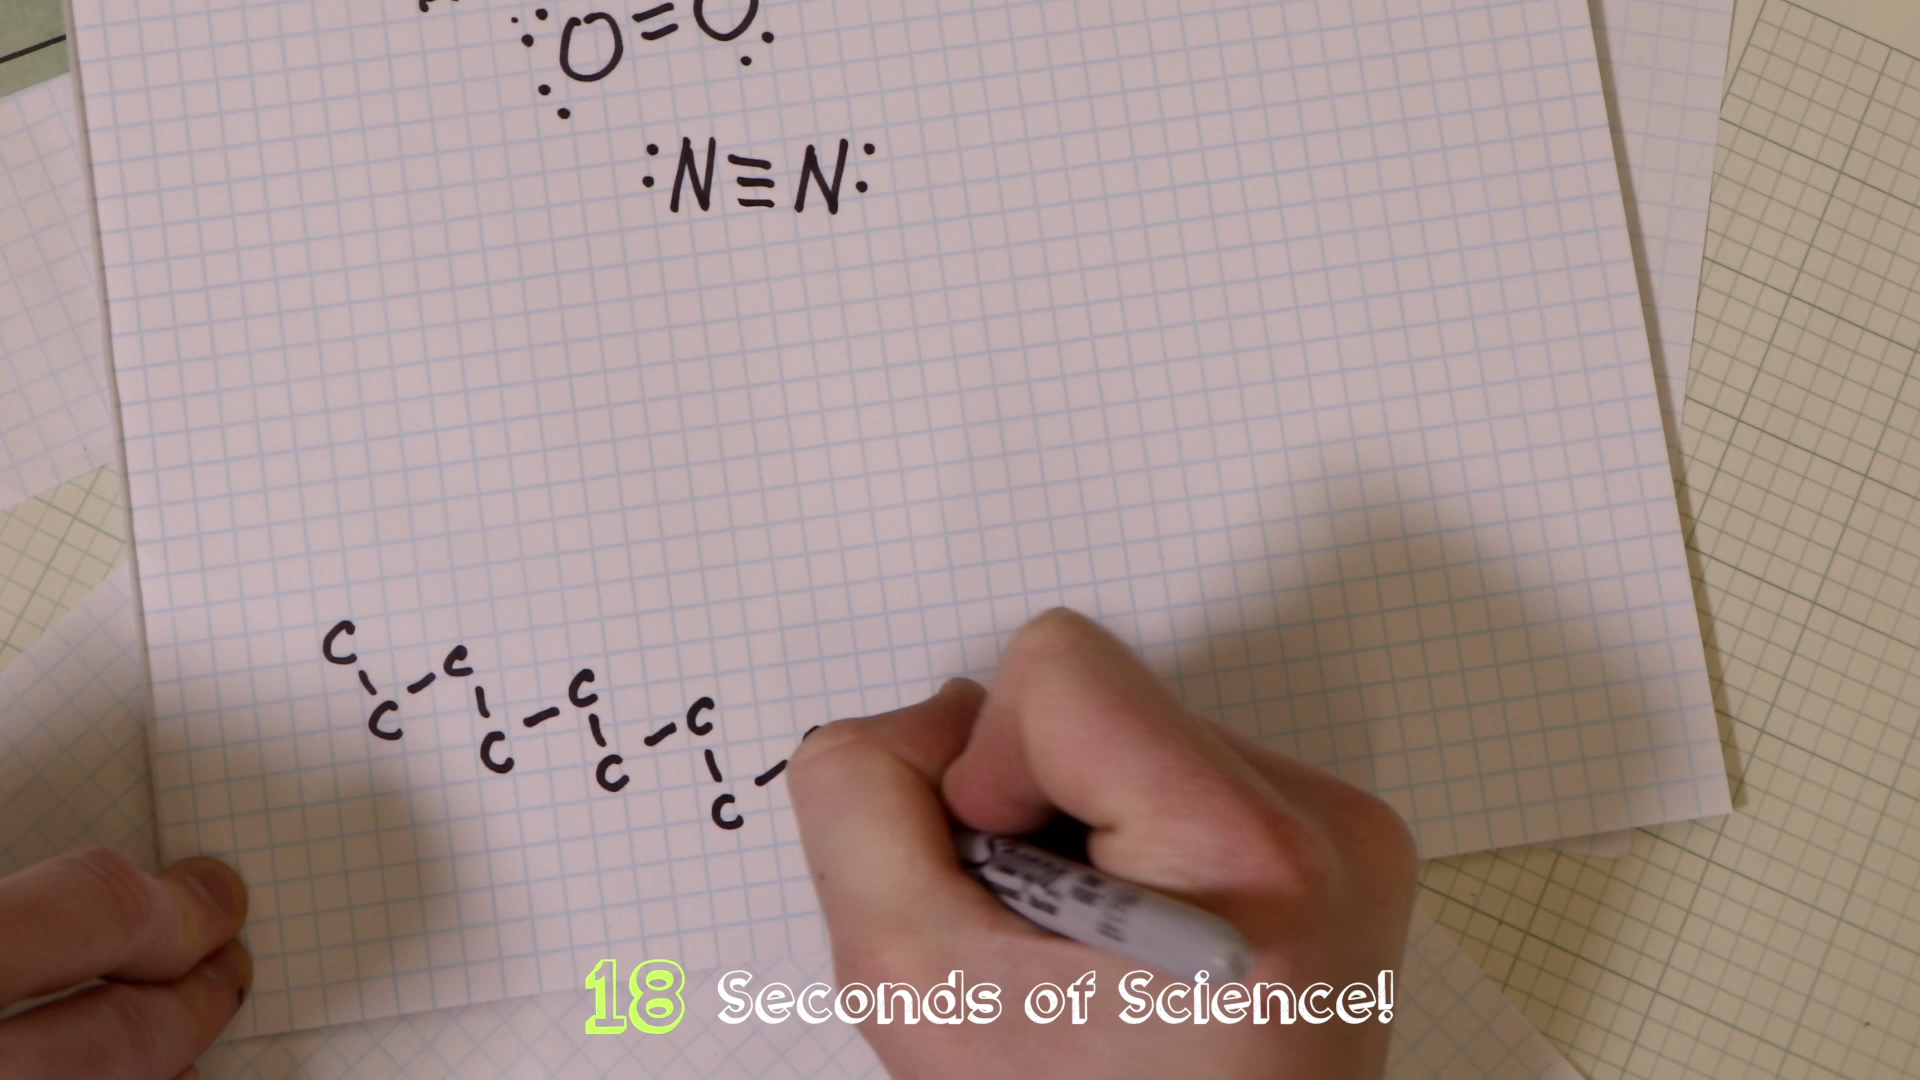 :O=O:
:N≡N:
C C C C
C C C C
18 Seconds of Science!